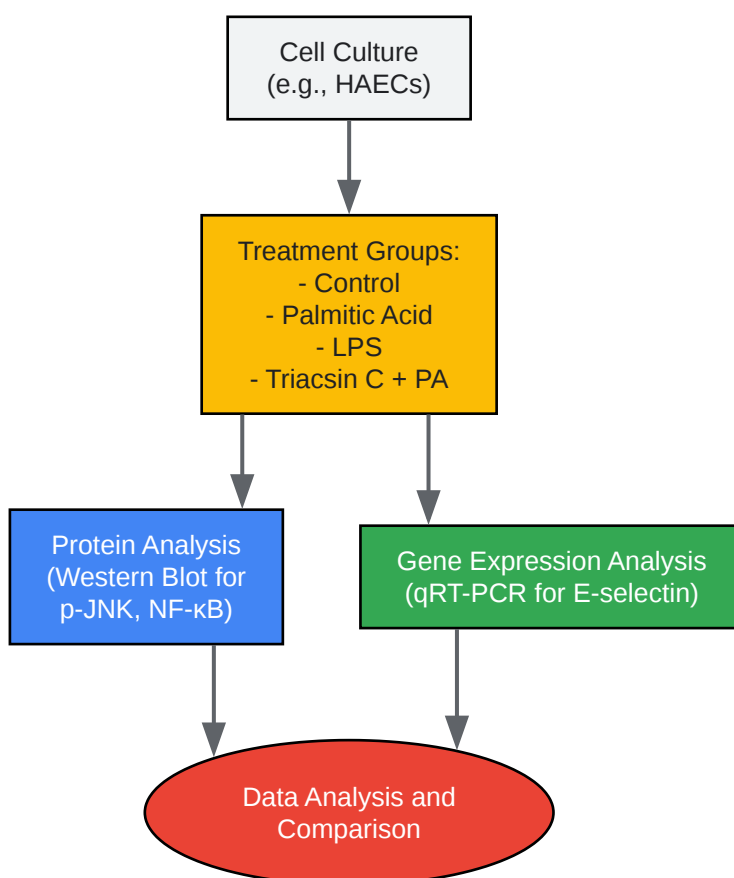 Cell Culture
(e.g., HAECs)
Treatment Groups:
- Control
- Palmitic Acid
- LPS
- Triacsin C + PA
Protein Analysis
(Western Blot for
p-JNK, NF-κB)
Gene Expression Analysis
(qRT-PCR for E-selectin)
Data Analysis and
Comparison